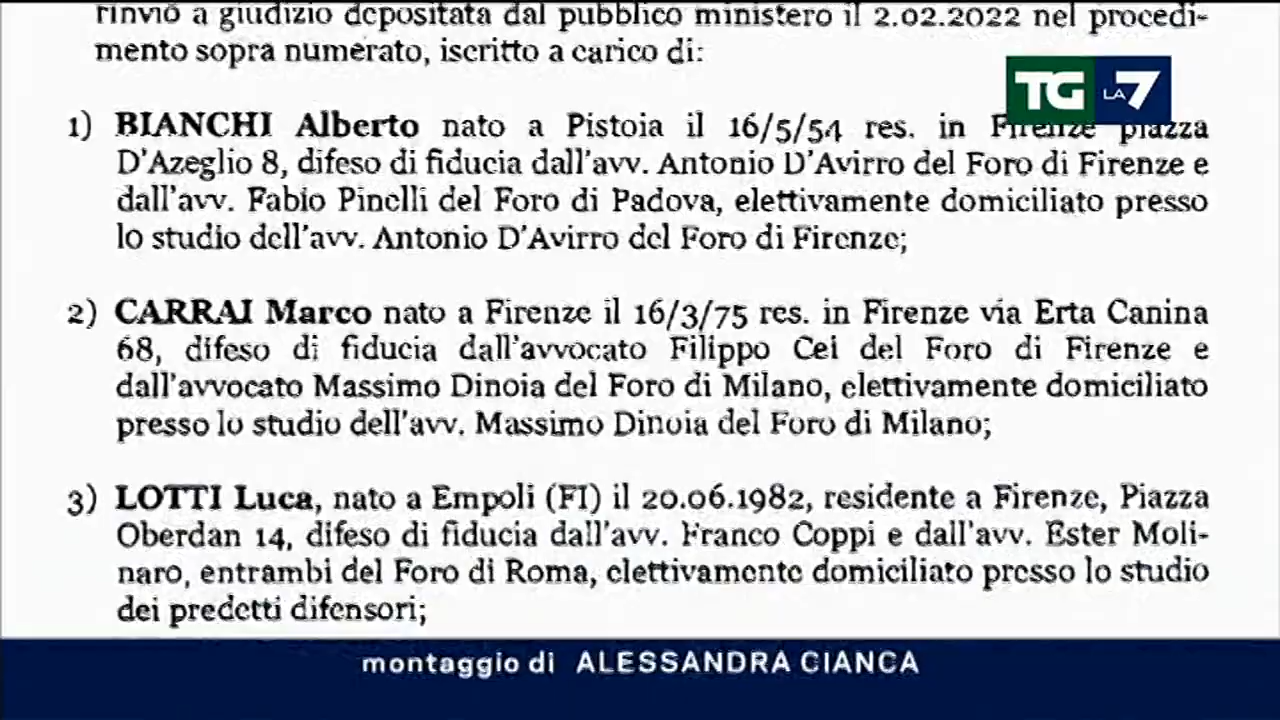 rinvio a giudizio depositata dal pubblico ministero il 2.02.2022 nel procedi-
mento sopra numerato, iscritto a carico di:
TG LA7
1) BIANCHI Alberto nato a Pistoia il 16/5/54 res. in Firenze piazza
D'Azeglio 8, difeso di fiducia dall'avv. Antonio D'Avirro del Foro di Firenze e
dall'avv. Fabio Pinelli del Foro di Padova, elettivamente domiciliato presso
lo studio dell'avv. Antonio D'Avirro del Foro di Firenze;
2) CARRAI Marco nato a Firenze il 16/3/75 res. in Firenze via Erta Canina
68, difeso di fiducia dall'avvocato Filippo Cei del Foro di Firenze e
dall'avvocato Massimo Dinoia del Foro di Milano, elettivamente domiciliato
presso lo studio dell'avv. Massimo Dinoia del Foro di Milano;
3) LOTTI Luca, nato a Empoli (FI) il 20.06.1982, residente a Firenze, Piazza
Oberdan 14, difeso di fiducia dall'avv. Franco Coppi e dall'avv. Ester Moli-
naro, entrambi del Foro di Roma, elettivamente domiciliato presso lo studio
dei predetti difensori;
montaggio di ALESSANDRA CIANCA